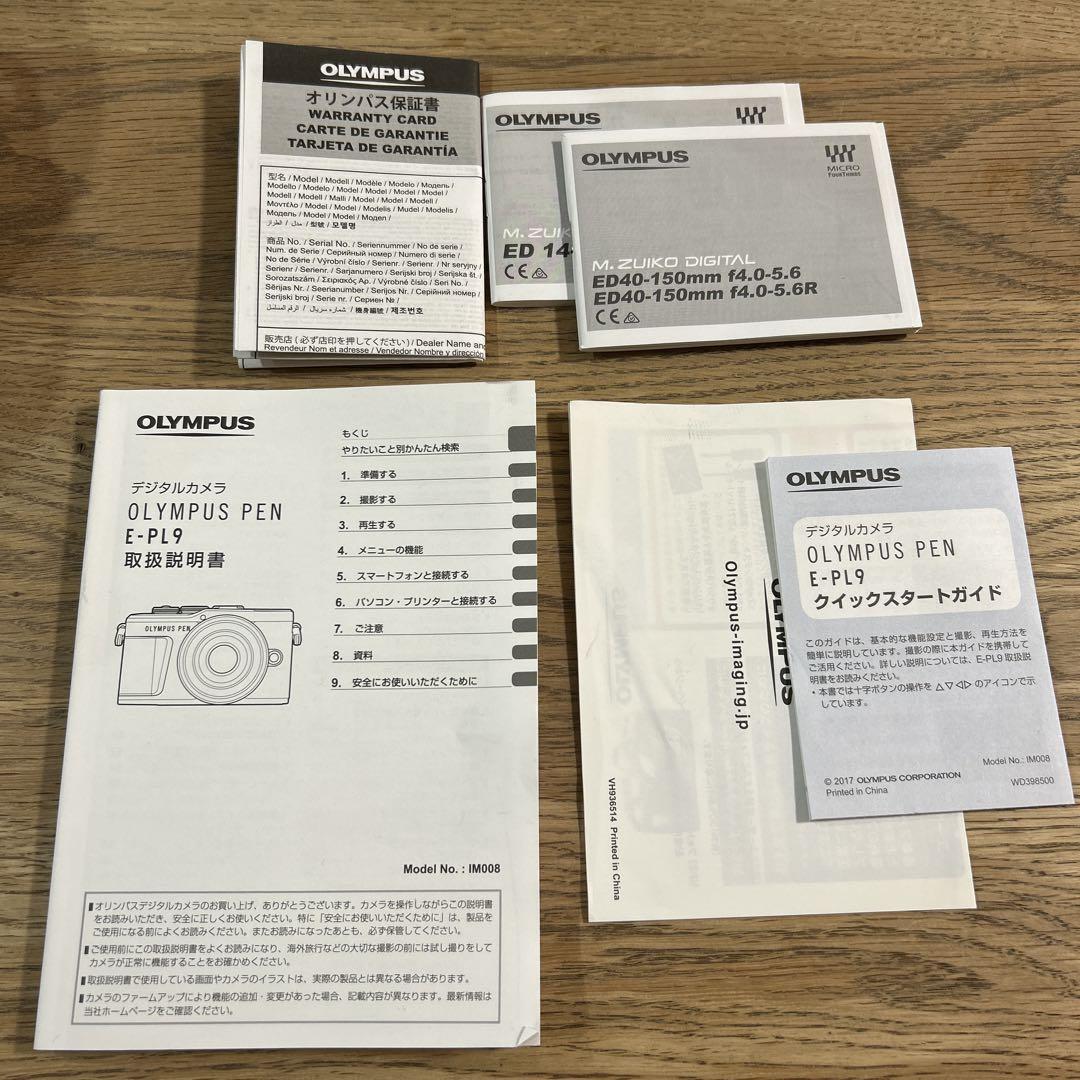 OLYMPUS
オリンパス保証書
WARRANTY CARD
CARTE DE GARANTIE
TARJETA DE GARANTÍA
型名 / Model / Modell / Modèle / Modelo / Модель /
Modello / Modelo / Model / Model / Model / Model /
Modell / Modell / Malli / Model / Model / Modell /
Μοντέλο / Model / Model / Modelis / Mudel / Modelis /
Модель / Model / Model / Модел /
型號 / 모델명
商品 No. / Serial No. / Seriennummer / No de serie /
Num. de Serie / Серийный номер / Numero di serie /
No de Série / Výrobní číslo / Serienr. / Serienr. / Nr seryjny /
Serienr / Serienr. / Sarjanumero / Serijski broj / Serijska št. /
Sorozatszám / Σειριακός Αρ. / Výrobné číslo / Seri No. /
Sērijas Nr. / Seerianumber / Serijos Nr. / Серійний номер /
Serijski broj / Serie nr. / Сериен № /
機身編號 / 제조번호
販売店 ( 必ず店印を押してください ) / Dealer Name and
Revendeur Nom et adresse / Vendedor Nombre y dirección
OLYMPUS
M. ZUIK
ED 14-
CE
OLYMPUS
MICRO
FOURTHIRDS
M. ZUIKO DIGITAL
ED40-150mm f4.0-5.6
ED40-150mm f4.0-5.6R
CE
OLYMPUS
デジタルカメラ
OLYMPUS PEN
E-PL9
取扱説明書
OLYMPUS PEN
もくじ
やりたいこと別かんたん検索
1. 準備する
2. 撮影する
3. 再生する
4. メニューの機能
5. スマートフォンと接続する
6. パソコン・プリンターと接続する
7. ご注意
8. 資料
9. 安全にお使いいただくために
Model No. : IM008
■オリンパスデジタルカメラのお買い上げ、ありがとうございます。カメラを操作しながらこの説明書
をお読みいただき、安全に正しくお使いください。特に「安全にお使いいただくために」は、製品を
ご使用になる前によくお読みください。またお読みになったあとも、必ず保管してください。
■ご使用前にこの取扱説明書をよくお読みになり、海外旅行などの大切な撮影の前には試し撮りをして
カメラが正常に機能することをお確かめください。
■取扱説明書で使用している画面やカメラのイラストは、実際の製品とは異なる場合があります。
■カメラのファームアップにより機能の追加・変更があった場合、記載内容が異なります。最新情報は
当社ホームページをご確認ください。
OLYMPUS
Olympus-imaging.jp
VH936514 Printed in China
OLYMPUS
デジタルカメラ
OLYMPUS PEN
E-PL9
クイックスタートガイド
このガイドは、基本的な機能設定と撮影、再生方法を
簡単に説明しています。撮影の際に本ガイドを携帯して
ご活用ください。詳しい説明については、E-PL9 取扱説
明書をお読みください。
・本書では十字ボタンの操作を △▽◁▷ のアイコンで示
しています。
Model No.: IM008
© 2017 OLYMPUS CORPORATION
Printed in China
WD398500